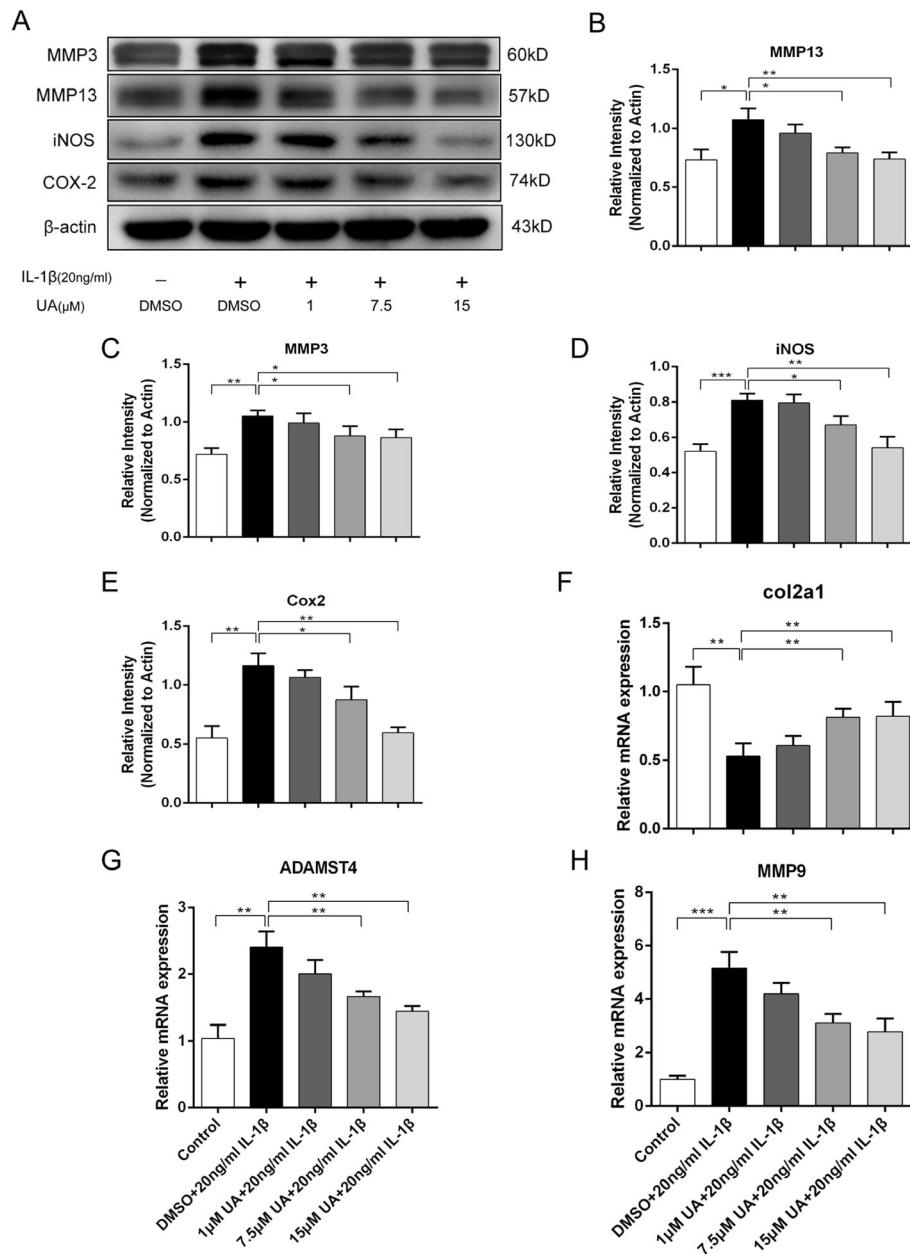 A
MMP3 60kD
MMP13 57kD
iNOS 130kD
COX-2 74kD
β-actin 43kD
IL-1β(20ng/ml) – + + + +
UA(μM) DMSO DMSO 1 7.5 15
B
MMP13
Relative Intensity
(Normalized to Actin)
1.5
1.0
0.5
0.0
*
**
*
C
MMP3
Relative Intensity
(Normalized to Actin)
1.5
1.0
0.5
0.0
**
*
*
D
iNOS
Relative Intensity
(Normalized to Actin)
1.0
0.8
0.6
0.4
0.2
0.0
***
**
*
E
Cox2
Relative Intensity
(Normalized to Actin)
1.5
1.0
0.5
0.0
**
**
*
F
col2a1
Relative mRNA expression
1.5
1.0
0.5
0.0
**
**
**
G
ADAMST4
Relative mRNA expression
3
2
1
0
**
**
**
Control
DMSO+20ng/ml IL-1β
1μM UA+20ng/ml IL-1β
7.5μM UA+20ng/ml IL-1β
15μM UA+20ng/ml IL-1β
H
MMP9
Relative mRNA expression
8
6
4
2
0
***
**
**
Control
DMSO+20ng/ml IL-1β
1μM UA+20ng/ml IL-1β
7.5μM UA+20ng/ml IL-1β
15μM UA+20ng/ml IL-1β